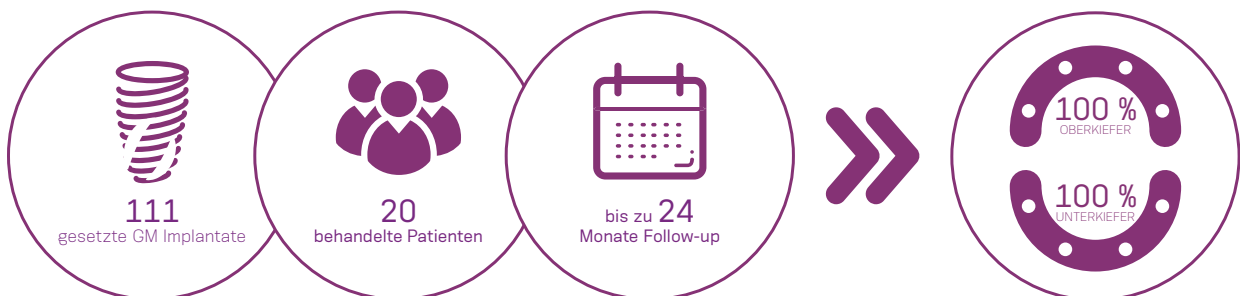 111
gesetzte GM Implantate
20
behandelte Patienten
bis zu 24
Monate Follow-up
100 %
OBERKIEFER
100 %
UNTERKIEFER